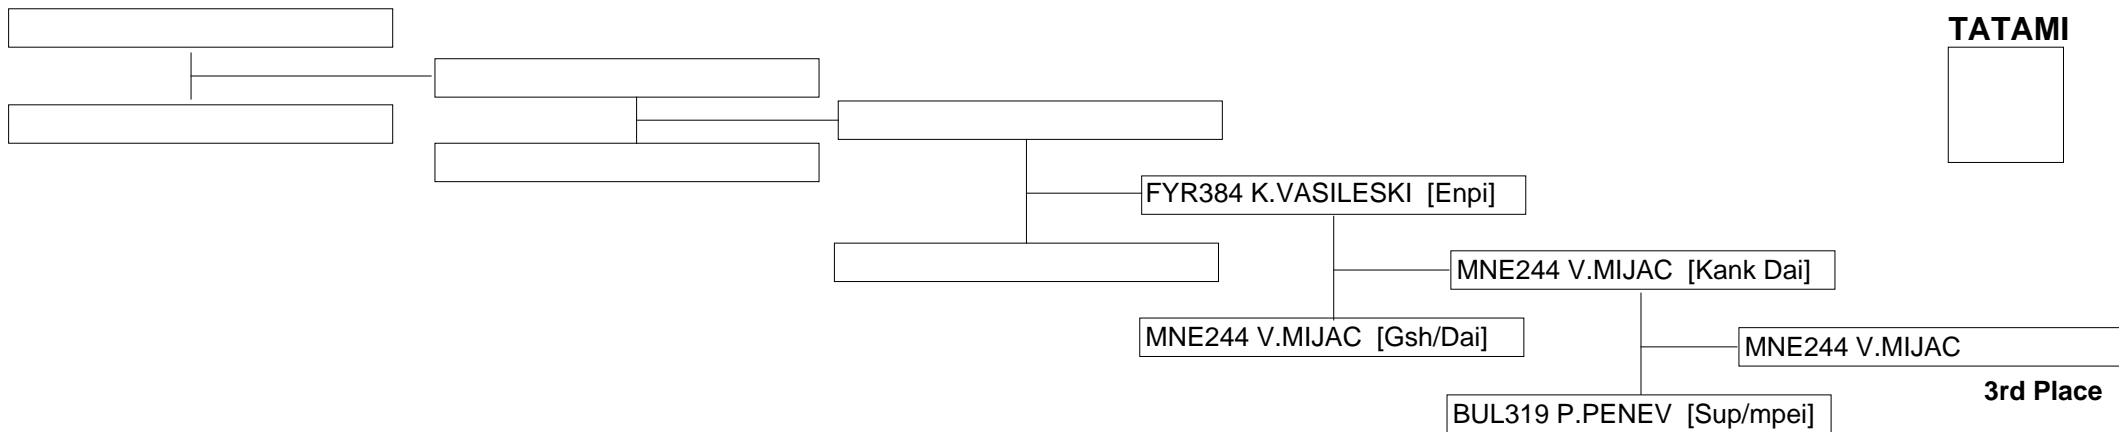 TATAMI
FYR384 K.VASILESKI [Enpi]
MNE244 V.MIJAC [Kank Dai]
MNE244 V.MIJAC [Gsh/Dai]
MNE244 V.MIJAC
3rd Place
BUL319 P.PENEV [Sup/mpei]